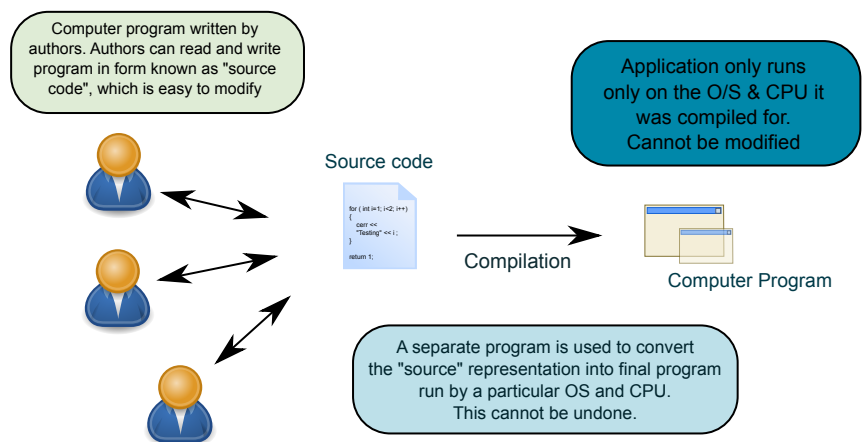 Computer program written by
authors. Authors can read and write
program in form known as "source
code", which is easy to modify
Application only runs
only on the O/S & CPU it
was compiled for.
Cannot be modified
Source code
for ( int i=1; i<2; i++)
{
cerr <<
"Testing" << i ;
}
return 1;
Compilation
Computer Program
A separate program is used to convert
the "source" representation into final program
run by a particular OS and CPU.
This cannot be undone.